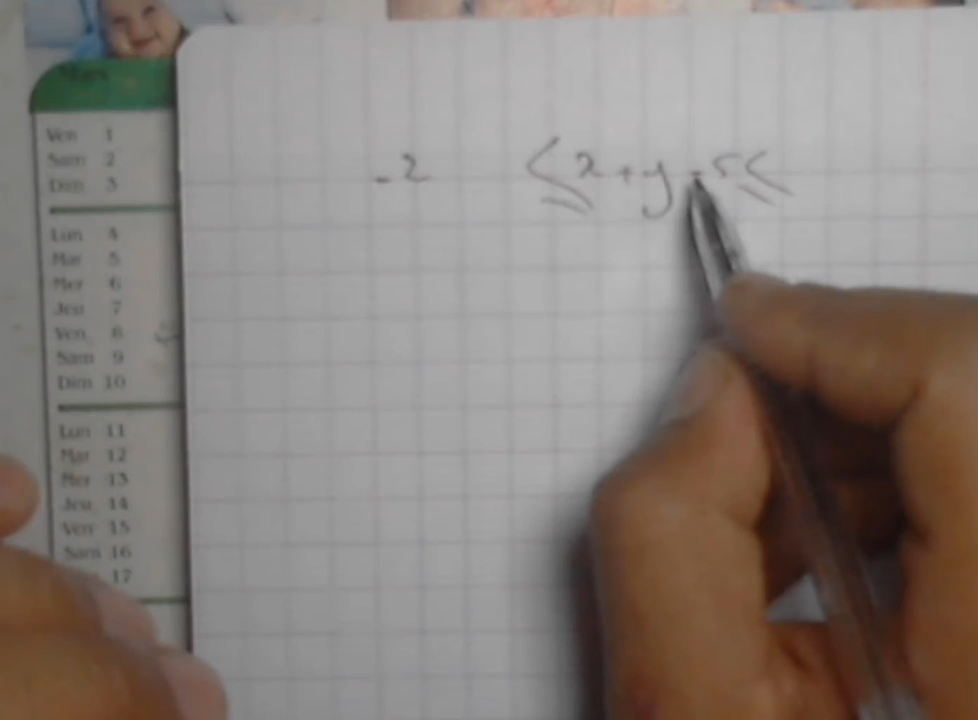 -2 ≤ x + y - 5 ≤
Mars
Ven 1
Sam 2
Dim 3
Lun 4
Mar 5
Mer 6
Jeu 7
Ven 8
Sam 9
Dim 10
Lun 11
Mar 12
Mer 13
Jeu 14
Ven 15
Sam 16
17